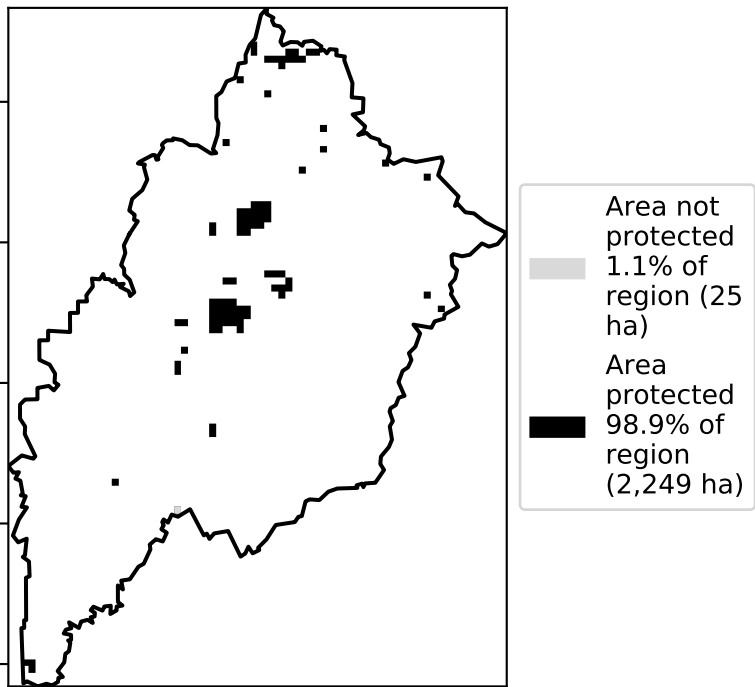 Area not
protected
1.1% of
region (25
ha)
Area
protected
98.9% of
region
(2,249 ha)